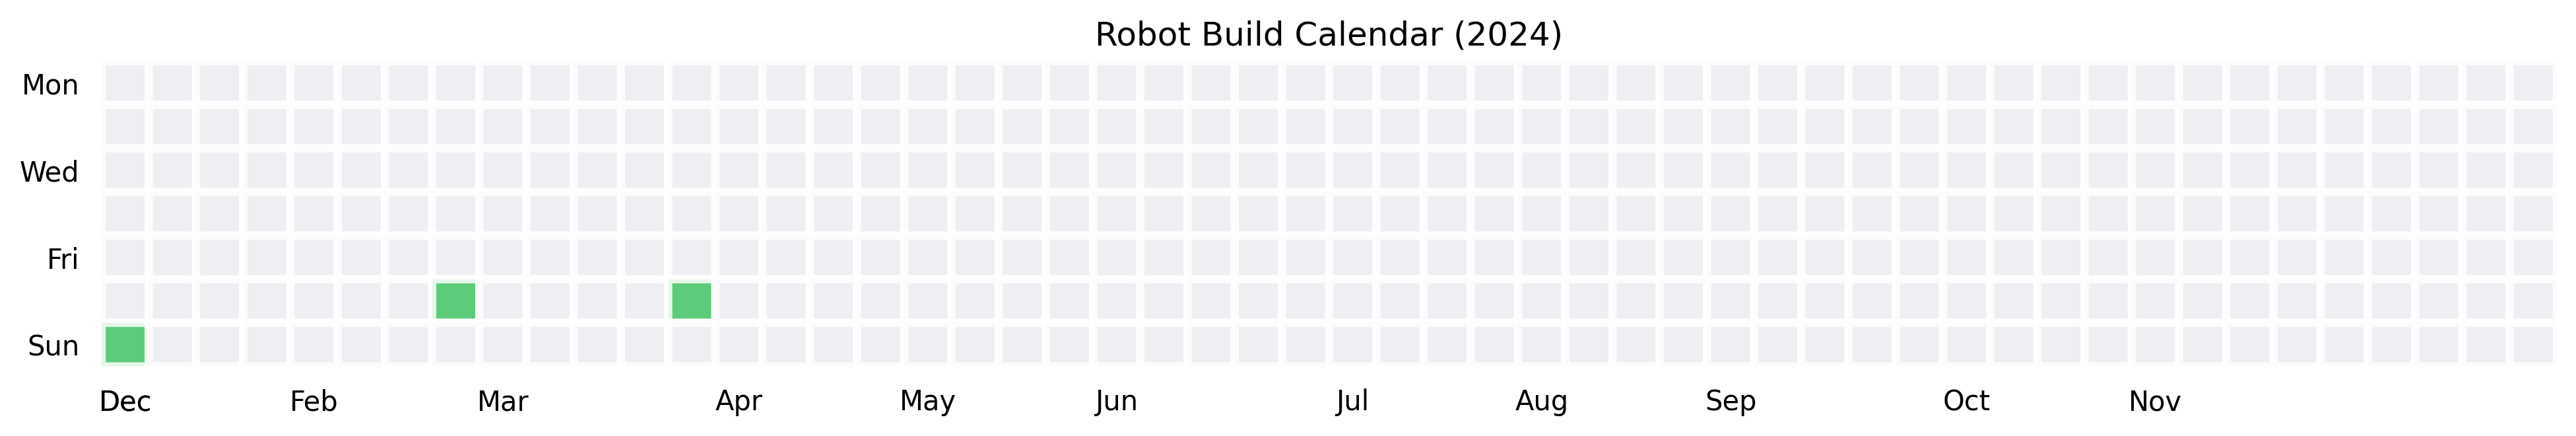 Robot Build Calendar (2024)
Mon
Wed
Fri
Sun
Dec Feb Mar Apr May Jun Jul Aug Sep Oct Nov